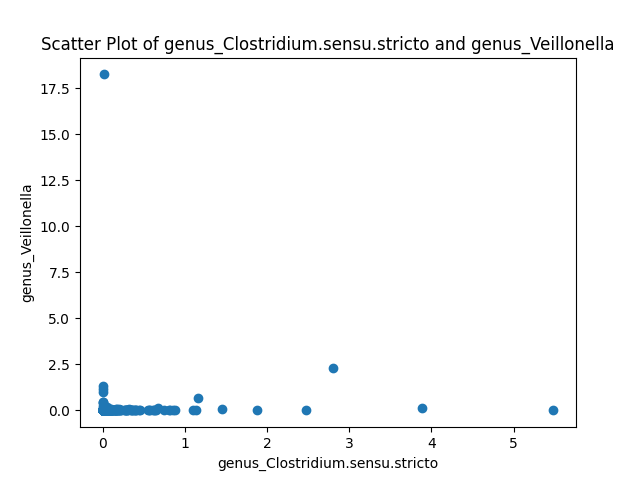 Scatter Plot of genus_Clostridium.sensu.stricto and genus_Veillonella
17.5
15.0
12.5
10.0
7.5
5.0
2.5
0.0
genus_Veillonella
0 1 2 3 4 5
genus_Clostridium.sensu.stricto